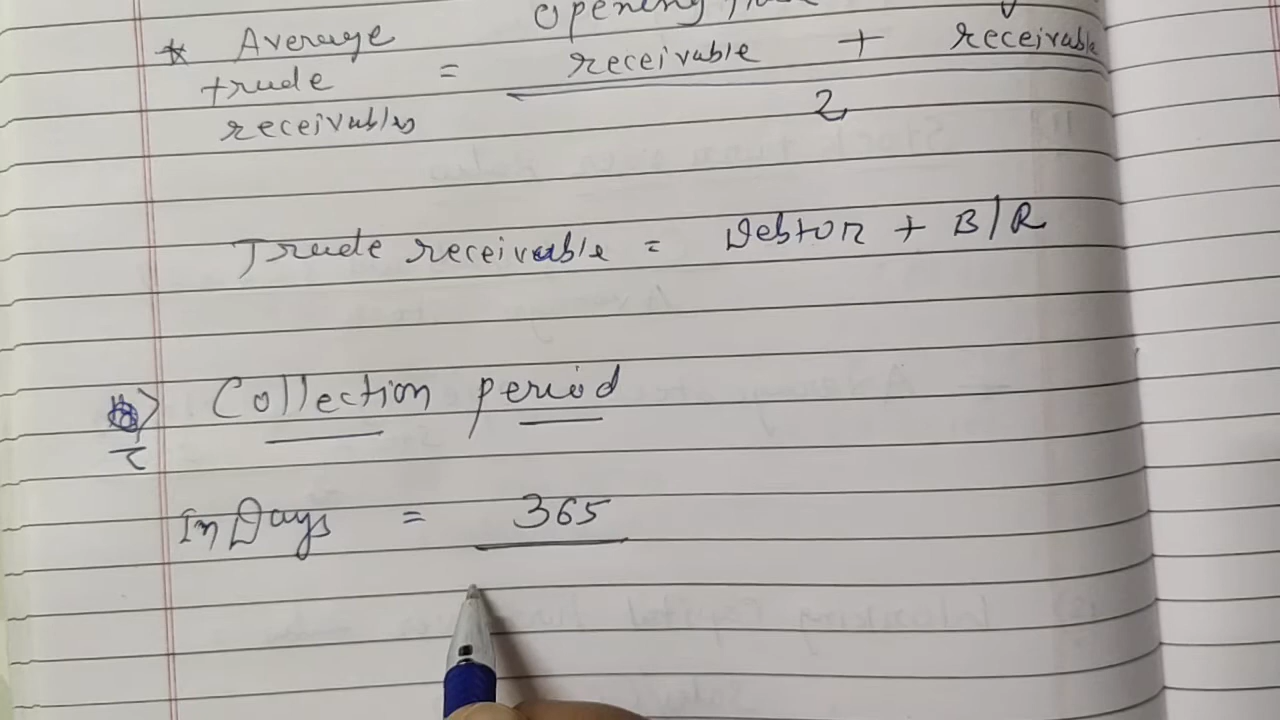 Opening
* Average
receivable + receivable
trade =
receivables
2
Trade receivable = Debtor + B/R
Collection period
In Days = 365